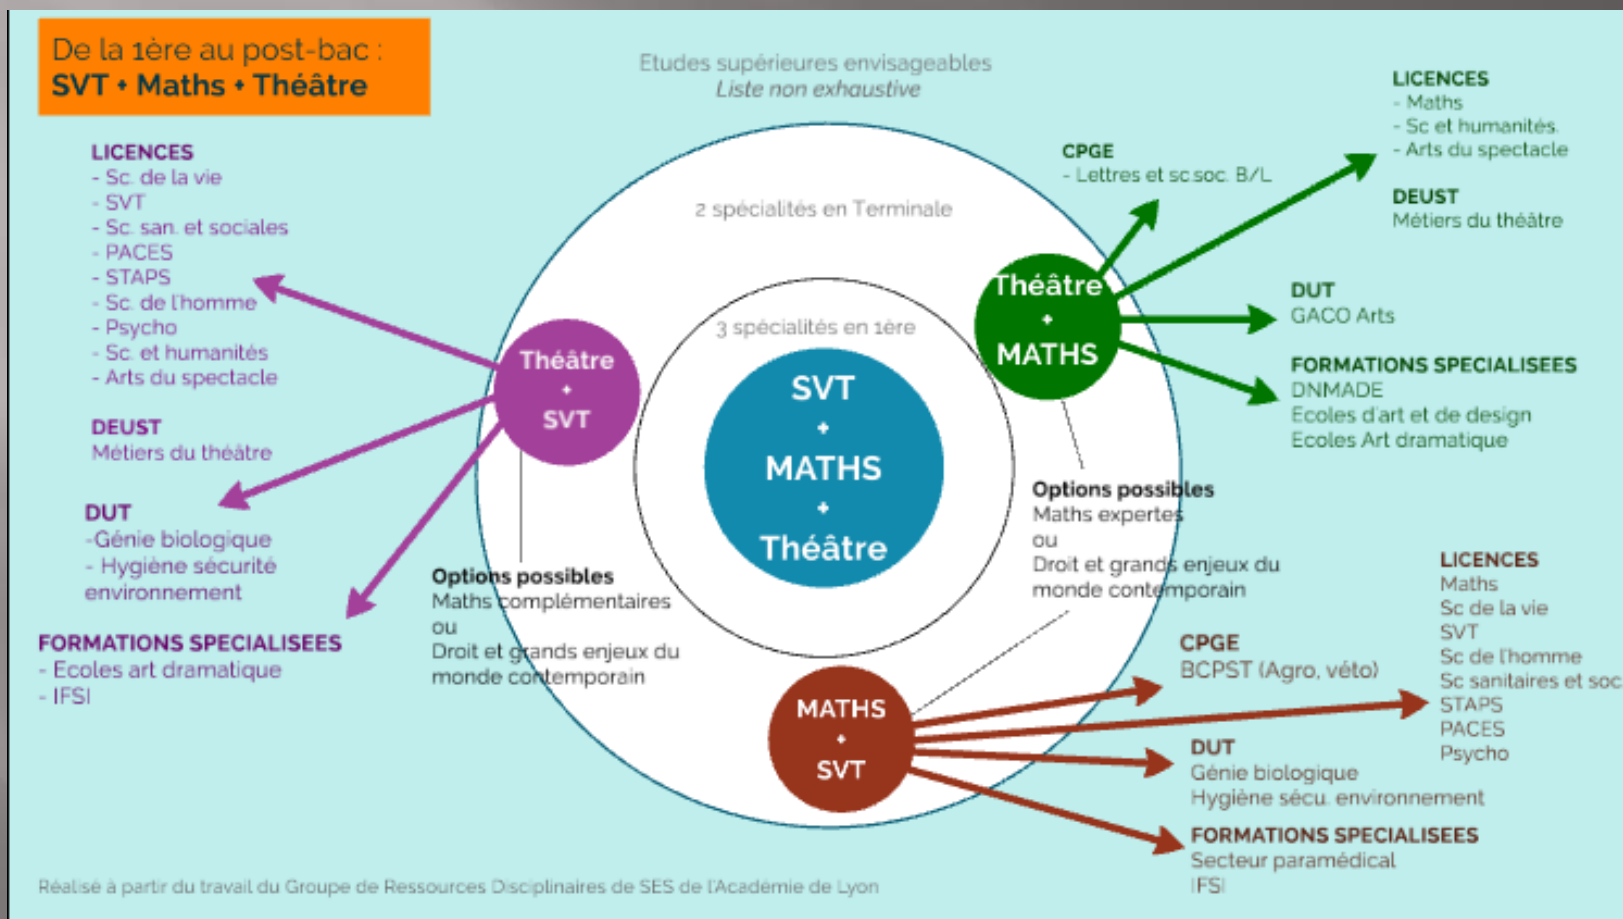 De la 1ère au post-bac :
SVT + Maths + Théâtre
Etudes supérieures envisageables
Liste non exhaustive
2 spécialités en Terminale
3 spécialités en 1ère
SVT
+
MATHS
+
Théâtre
LICENCES
- Sc. de la vie
- SVT
- Sc. san. et sociales
- PACES
- STAPS
- Sc. de l'homme
- Psycho
- Sc. et humanités
- Arts du spectacle
DEUST
Métiers du théâtre
DUT
-Génie biologique
- Hygiène sécurité
environnement
FORMATIONS SPECIALISEES
- Ecoles art dramatique
- IFSI
Théâtre
+
SVT
Options possibles
Maths complémentaires
ou
Droit et grands enjeux du
monde contemporain
Théâtre
+
MATHS
CPGE
- Lettres et sc.soc. B/L
LICENCES
- Maths
- Sc et humanités.
- Arts du spectacle
DEUST
Métiers du théâtre
DUT
GACO Arts
FORMATIONS SPECIALISEES
DNMADE
Ecoles d'art et de design
Ecoles Art dramatique
Options possibles
Maths expertes
ou
Droit et grands enjeux du
monde contemporain
MATHS
+
SVT
CPGE
BCPST (Agro, véto)
LICENCES
Maths
Sc de la vie
SVT
Sc de l'homme
Sc sanitaires et soc
STAPS
PACES
Psycho
DUT
Génie biologique
Hygiène sécu. environnement
FORMATIONS SPECIALISEES
Secteur paramédical
IFSI
Réalisé à partir du travail du Groupe de Ressources Disciplinaires de SES de l'Académie de Lyon